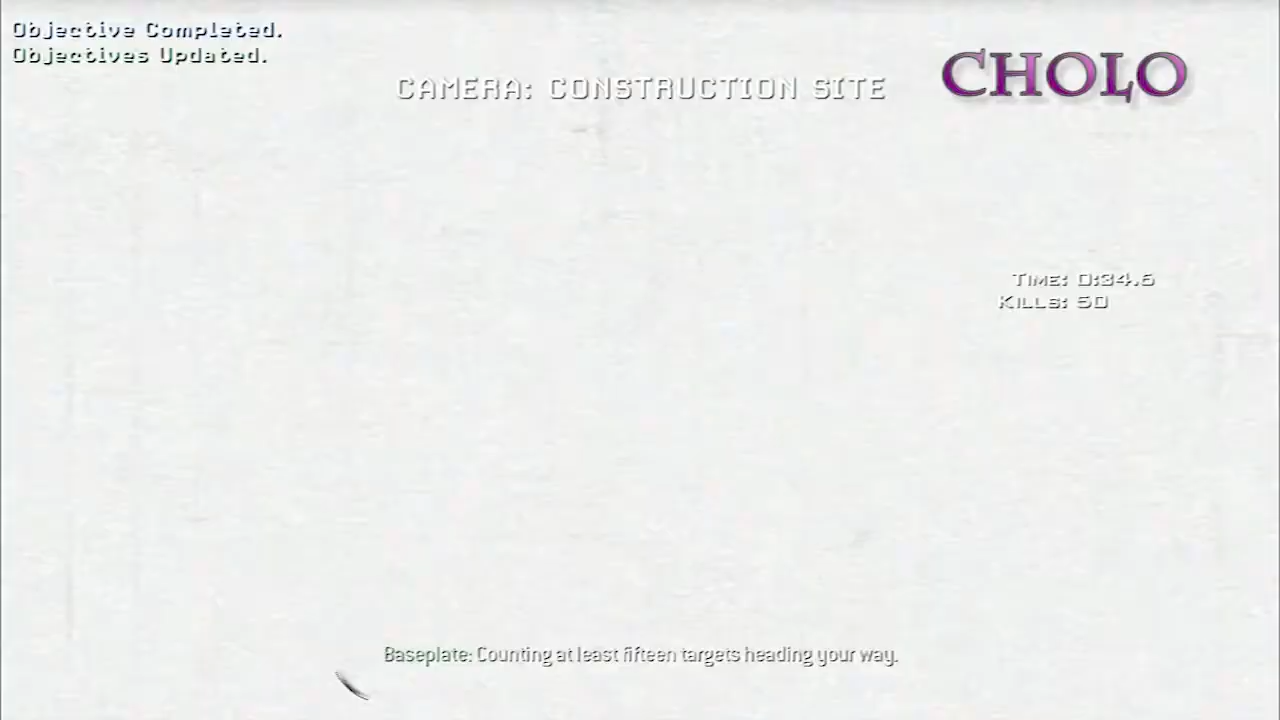 Objective Completed.
Objectives Updated.
CAMERA: CONSTRUCTION SITE
CHOLO
TIME: 0:34.6
KILLS: 50
Baseplate: Counting at least fifteen targets heading your way.